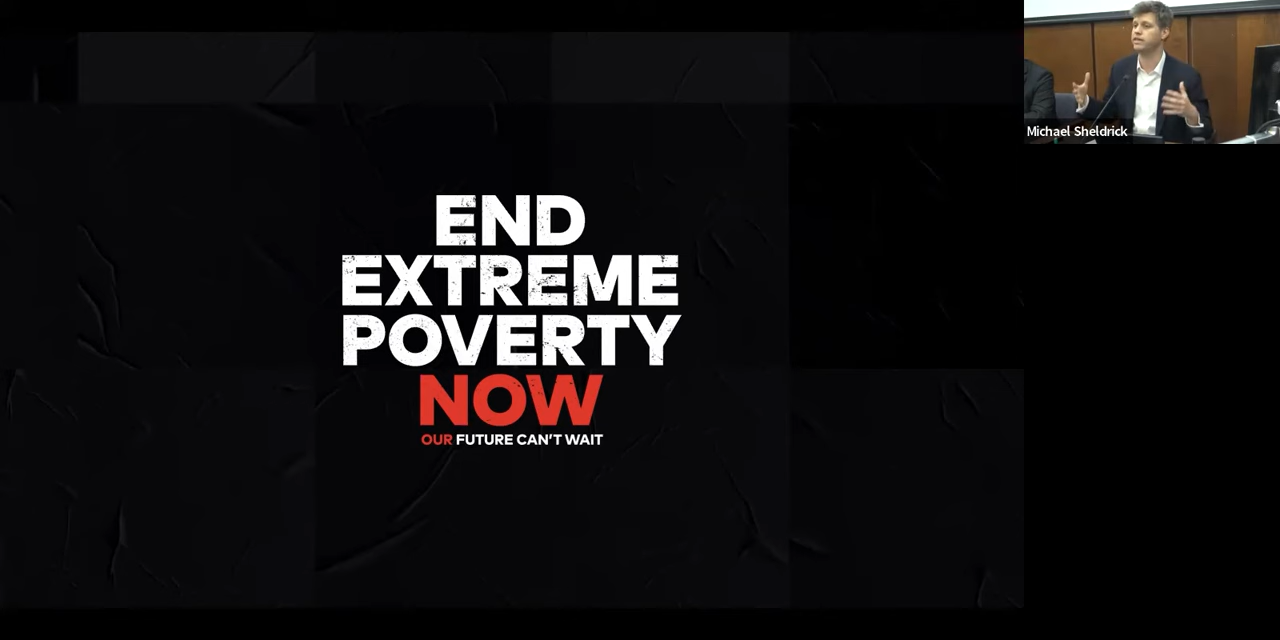 END
EXTREME
POVERTY
NOW
OUR FUTURE CAN'T WAIT
Michael Sheldrick